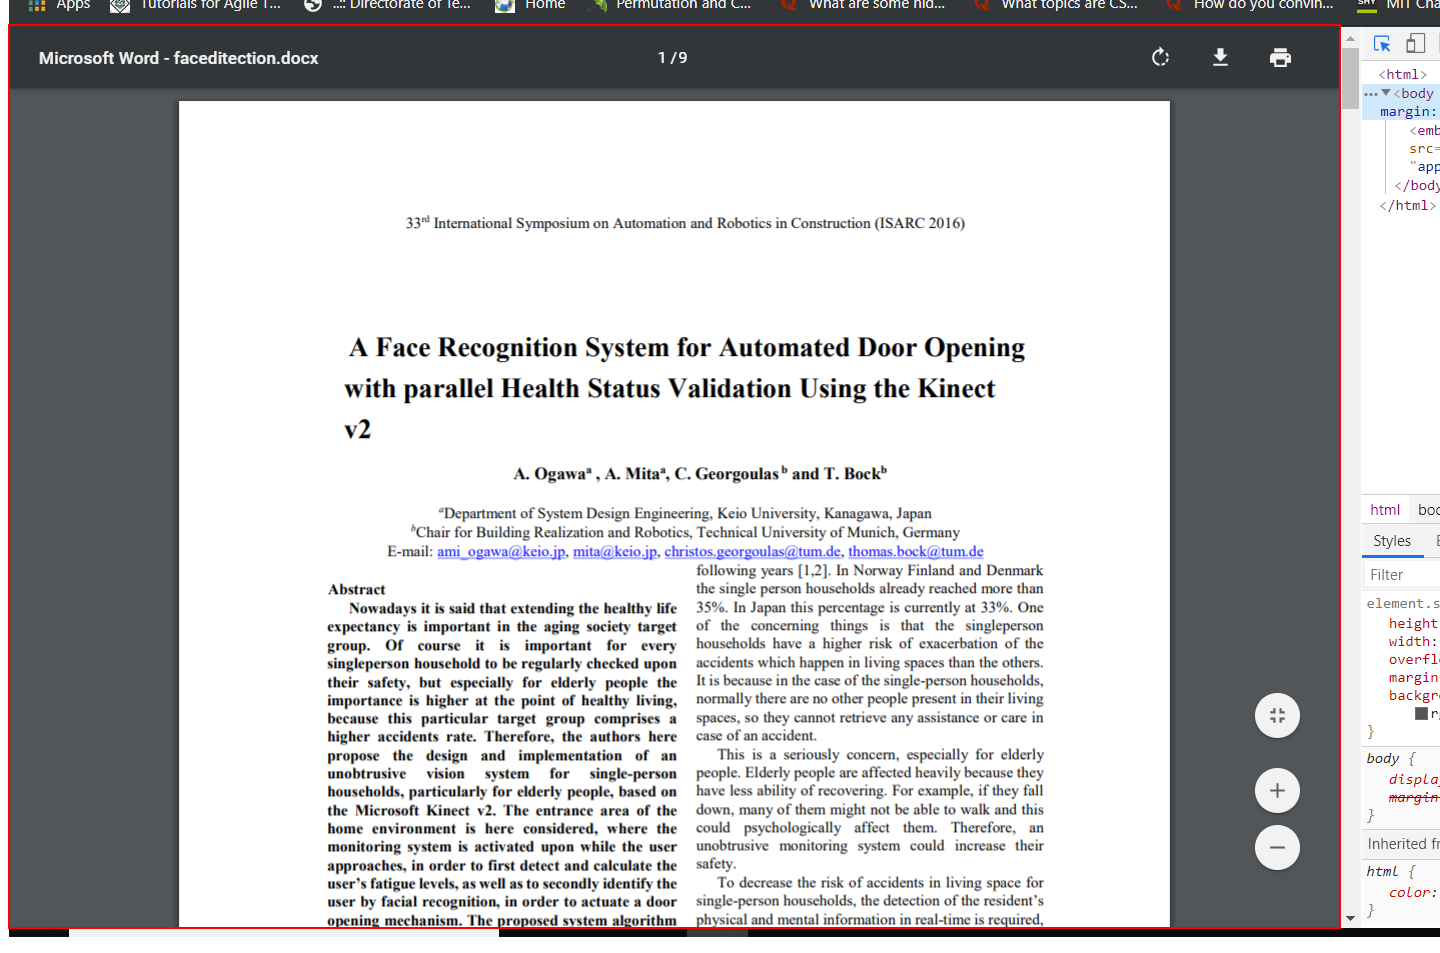 Apps Tutorials for Agile T... ..:: Directorate of Te... Home Permutation and C... What are some hid... What topics are CS... How do you convin... MIT Cha
Microsoft Word - faceditection.docx 1 / 9
33rd International Symposium on Automation and Robotics in Construction (ISARC 2016)
A Face Recognition System for Automated Door Opening
with parallel Health Status Validation Using the Kinect
v2
A. Ogawaa , A. Mitaa, C. Georgoulas b and T. Bockb
aDepartment of System Design Engineering, Keio University, Kanagawa, Japan
bChair for Building Realization and Robotics, Technical University of Munich, Germany
E-mail: ami_ogawa@keio.jp, mita@keio.jp, christos.georgoulas@tum.de, thomas.bock@tum.de
Abstract
Nowadays it is said that extending the healthy life
expectancy is important in the aging society target
group. Of course it is important for every
singleperson household to be regularly checked upon
their safety, but especially for elderly people the
importance is higher at the point of healthy living,
because this particular target group comprises a
higher accidents rate. Therefore, the authors here
propose the design and implementation of an
unobtrusive vision system for single-person
households, particularly for elderly people, based on
the Microsoft Kinect v2. The entrance area of the
home environment is here considered, where the
monitoring system is activated upon while the user
approaches, in order to first detect and calculate the
user's fatigue levels, as well as to secondly identify the
user by facial recognition, in order to actuate a door
opening mechanism. The proposed system algorithm
following years [1,2]. In Norway Finland and Denmark
the single person households already reached more than
35%. In Japan this percentage is currently at 33%. One
of the concerning things is that the singleperson
households have a higher risk of exacerbation of the
accidents which happen in living spaces than the others.
It is because in the case of the single-person households,
normally there are no other people present in their living
spaces, so they cannot retrieve any assistance or care in
case of an accident.
This is a seriously concern, especially for elderly
people. Elderly people are affected heavily because they
have less ability of recovering. For example, if they fall
down, many of them might not be able to walk and this
could psychologically affect them. Therefore, an
unobtrusive monitoring system could increase their
safety.
To decrease the risk of accidents in living space for
single-person households, the detection of the resident's
physical and mental information in real-time is required,
<html>
...▼<body
margin:
<emb
src=
"app
</body
</html>
html bod
Styles E
Filter
element.s
height
width:
overfl
margin
backgr
r
}
body {
displa
margin
}
Inherited fr
html {
color:
}